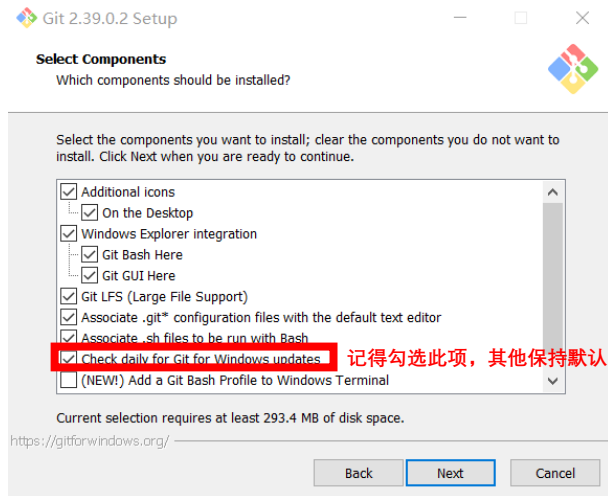 Git 2.39.0.2 Setup
Select Components
Which components should be installed?
Select the components you want to install; clear the components you do not want to
install. Click Next when you are ready to continue.
Additional icons
On the Desktop
Windows Explorer integration
Git Bash Here
Git GUI Here
Git LFS (Large File Support)
Associate .git* configuration files with the default text editor
Associate .sh files to be run with Bash
Check daily for Git for Windows updates 记得勾选此项，其他保持默认
(NEW!) Add a Git Bash Profile to Windows Terminal
Current selection requires at least 293.4 MB of disk space.
https://gitforwindows.org/
Back Next Cancel